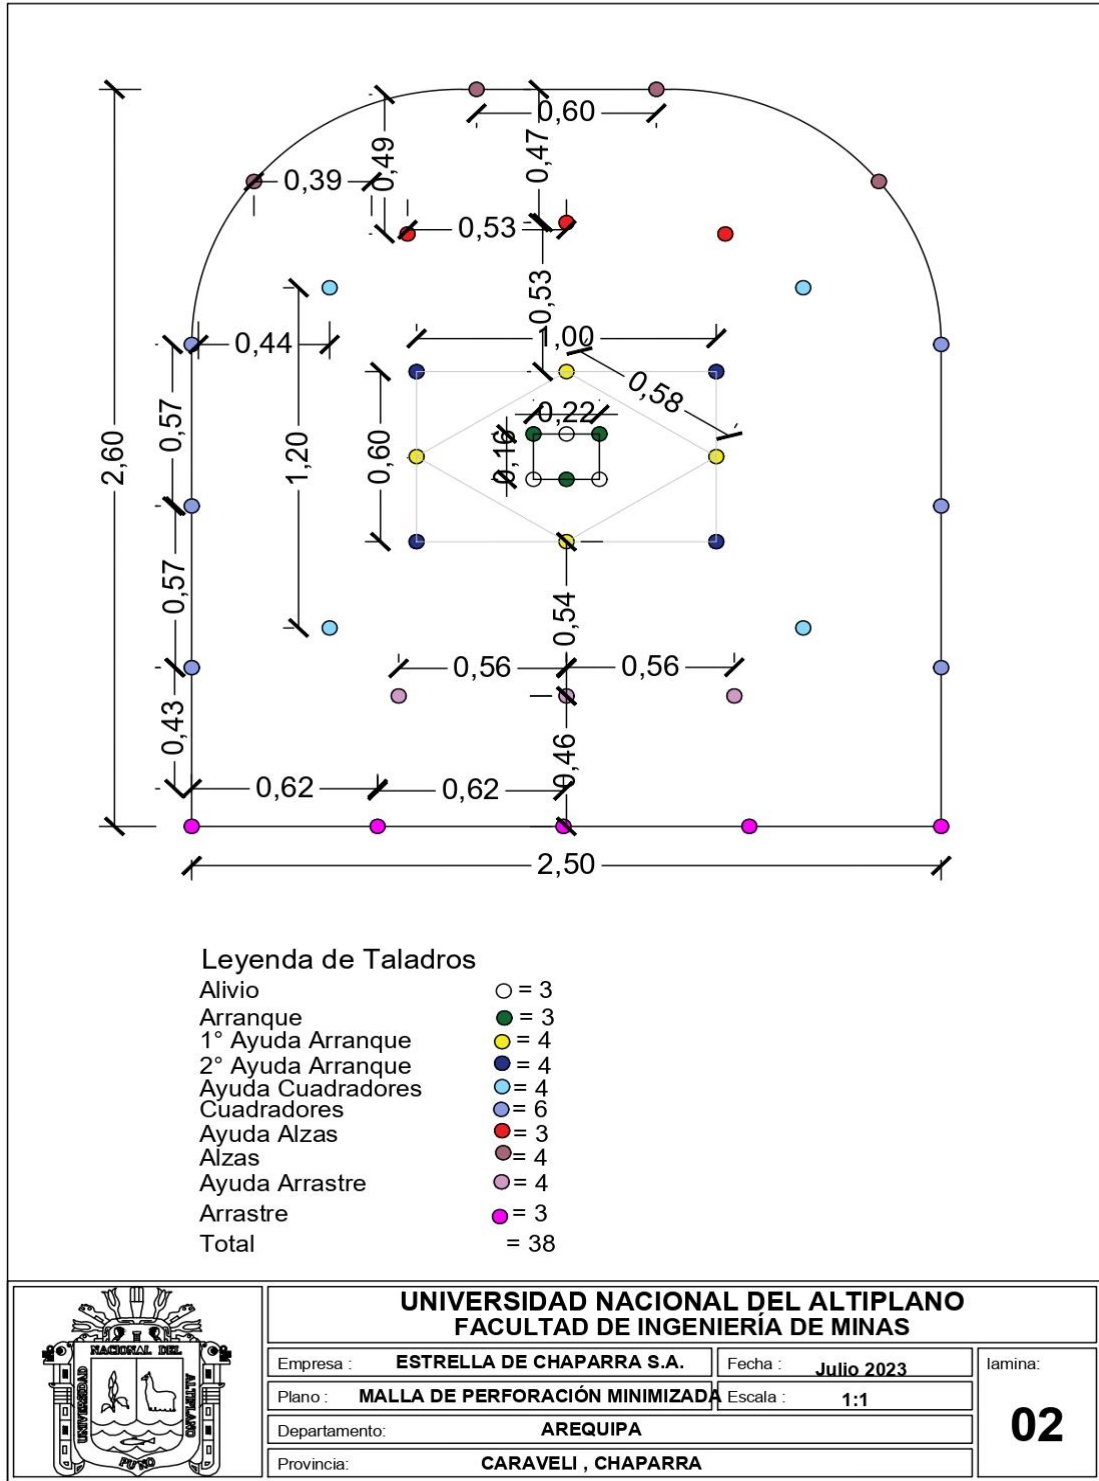 0,60
0,47
0,49
0,39
0,53
0,53
1,00
0,44
0,58
0,22
0,57
0,16
2,60
1,20
0,60
0,57
0,54
0,56
0,56
0,43
0,46
0,62
0,62
2,50
Leyenda de Taladros
Alivio = 3
Arranque = 3
1° Ayuda Arranque = 4
2° Ayuda Arranque = 4
Ayuda Cuadradores = 4
Cuadradores = 6
Ayuda Alzas = 3
Alzas = 4
Ayuda Arrastre = 4
Arrastre = 3
Total = 38
UNIVERSIDAD NACIONAL DEL ALTIPLANO
FACULTAD DE INGENIERÍA DE MINAS
Empresa : ESTRELLA DE CHAPARRA S.A. Fecha : Julio 2023 lamina:
Plano : MALLA DE PERFORACIÓN MINIMIZADA Escala : 1:1
02
Departamento: AREQUIPA
Provincia: CARAVELI , CHAPARRA
NACIONAL DEL
UNIVERSIDAD
ALTIPLANO
PUNO